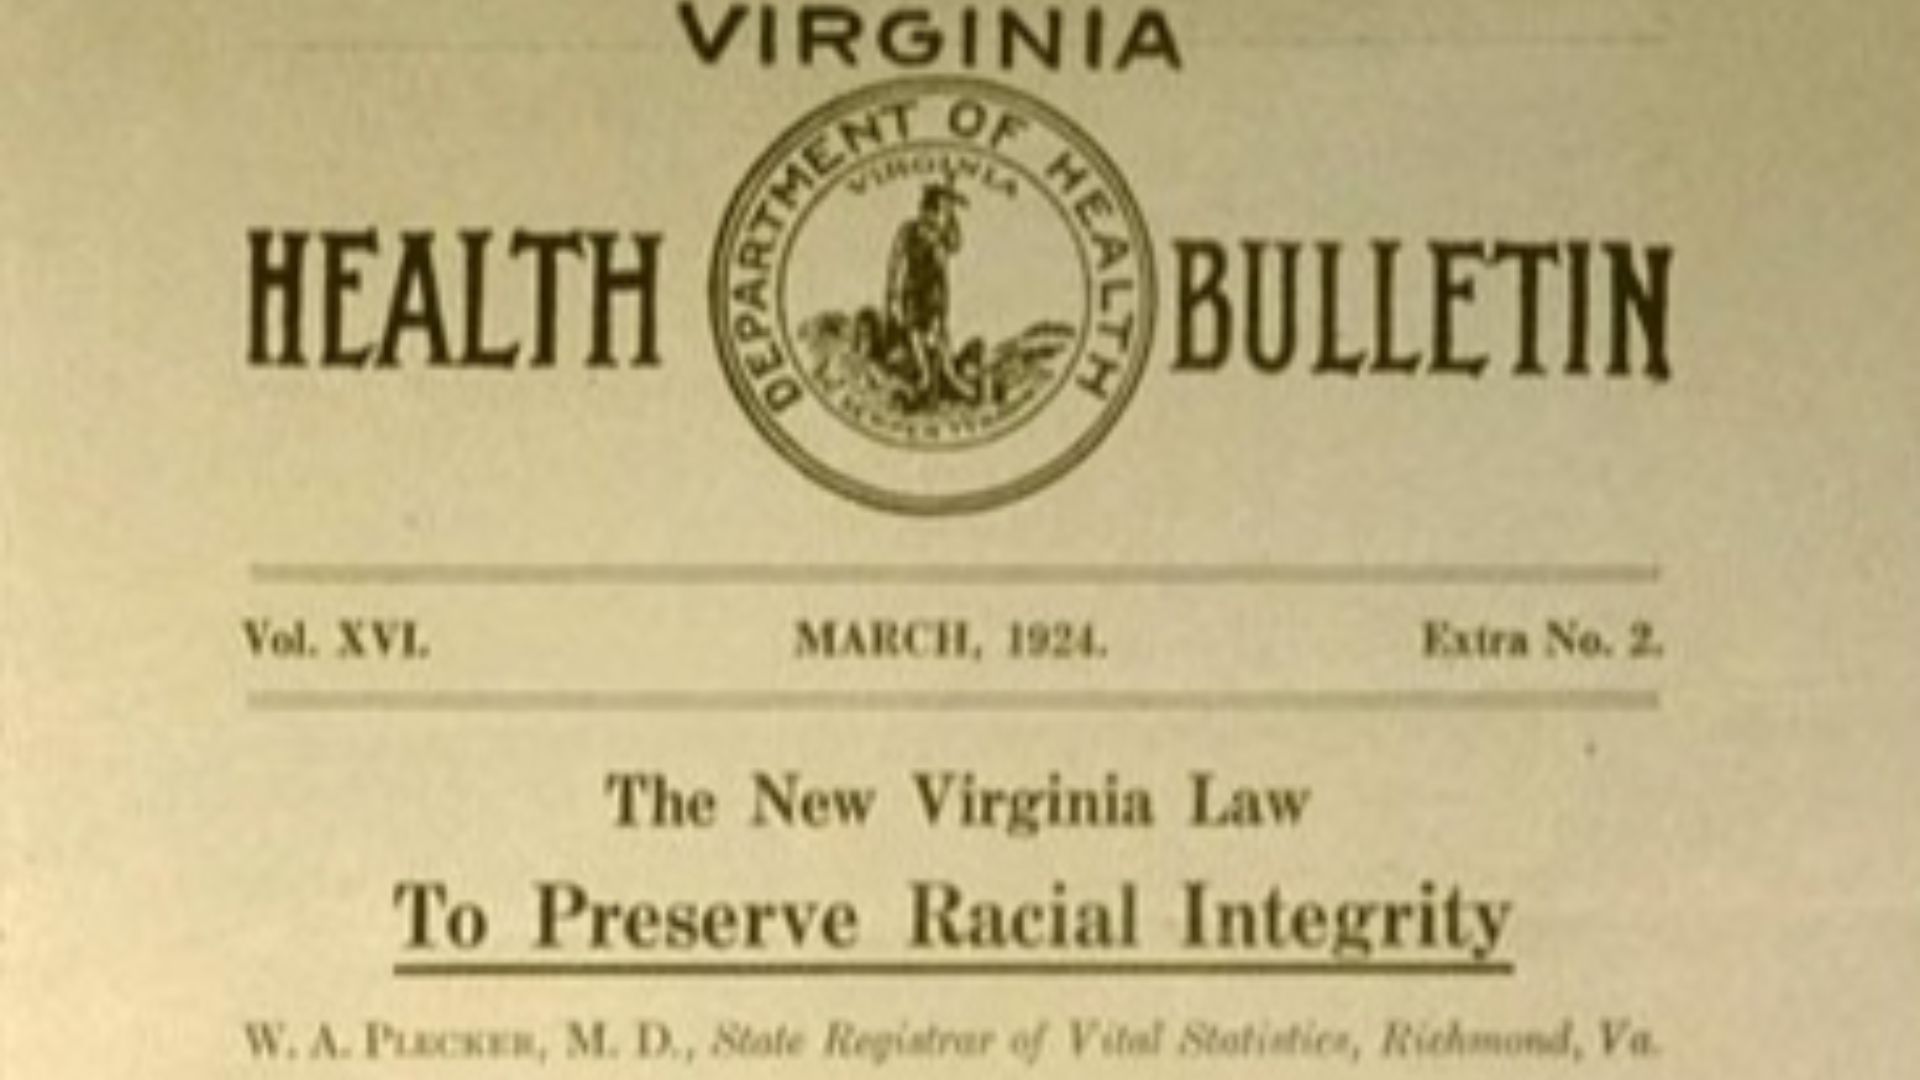 VIRGINIA
DEPARTMENT OF HEALTH
VIRGINIA
SEMPER
HEALTH BULLETIN
Vol. XVI. MARCH, 1924. Extra No. 2.
The New Virginia Law
To Preserve Racial Integrity
W. A. PLECKER, M. D., State Registrar of Vital Statistics, Richmond, Va.